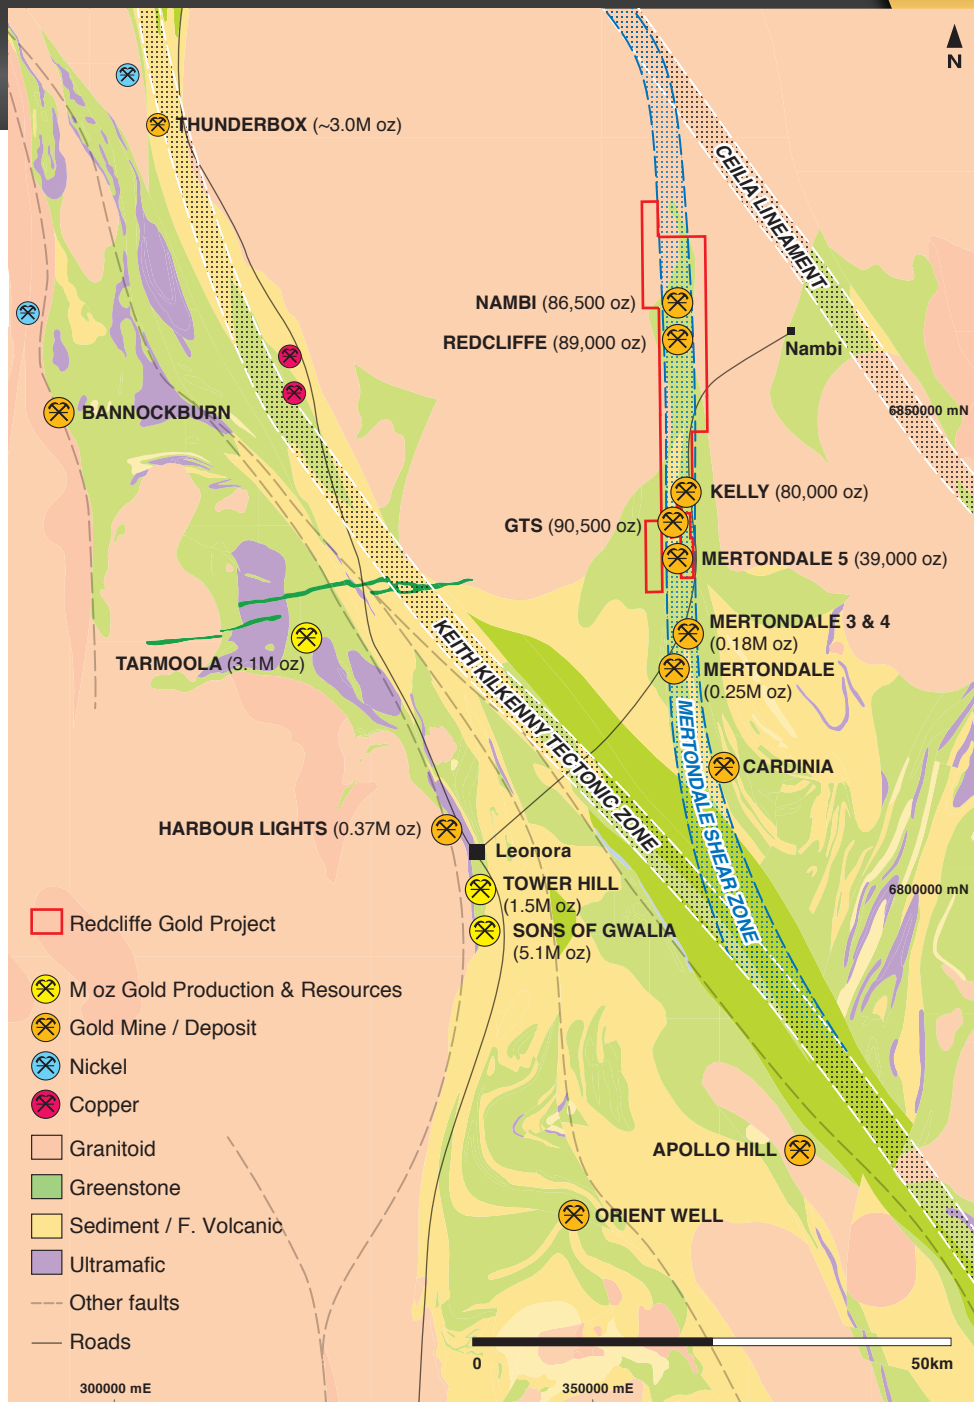 N
THUNDERBOX (~3.0M oz)
CEILIA LINEAMENT
NAMBI (86,500 oz)
REDCLIFFE (89,000 oz)
Nambi
BANNOCKBURN
6850000 mN
KELLY (80,000 oz)
GTS (90,500 oz)
MERTONDALE 5 (39,000 oz)
MERTONDALE 3 & 4
(0.18M oz)
TARMOOLA (3.1M oz)
KEITH KILKENNY TECTONIC ZONE
MERTONDALE
(0.25M oz)
MERTONDALE SHEAR ZONE
CARDINIA
HARBOUR LIGHTS (0.37M oz)
Leonora
TOWER HILL
(1.5M oz)
6800000 mN
SONS OF GWALIA
(5.1M oz)
Redcliffe Gold Project
M oz Gold Production & Resources
Gold Mine / Deposit
Nickel
Copper
Granitoid
Greenstone
Sediment / F. Volcanic
Ultramafic
Other faults
Roads
APOLLO HILL
ORIENT WELL
0
50km
300000 mE
350000 mE